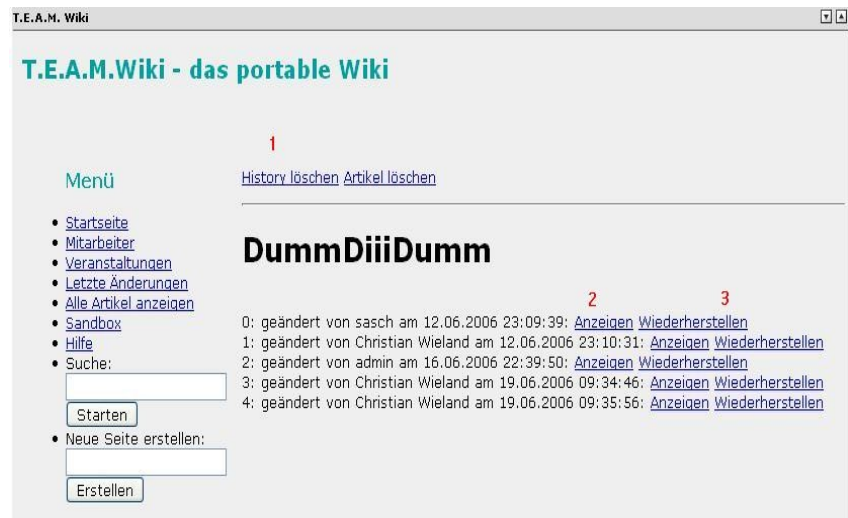 T.E.A.M. Wiki
T.E.A.M.Wiki - das portable Wiki
1
Menü
History löschen Artikel löschen
Startseite
Mitarbeiter
Veranstaltungen
Letzte Änderungen
Alle Artikel anzeigen
Sandbox
Hilfe
Suche:
Starten
Neue Seite erstellen:
Erstellen
DummDiiiDumm
2 3
0: geändert von sasch am 12.06.2006 23:09:39: Anzeigen Wiederherstellen
1: geändert von Christian Wieland am 12.06.2006 23:10:31: Anzeigen Wiederherstellen
2: geändert von admin am 16.06.2006 22:39:50: Anzeigen Wiederherstellen
3: geändert von Christian Wieland am 19.06.2006 09:34:46: Anzeigen Wiederherstellen
4: geändert von Christian Wieland am 19.06.2006 09:35:56: Anzeigen Wiederherstellen